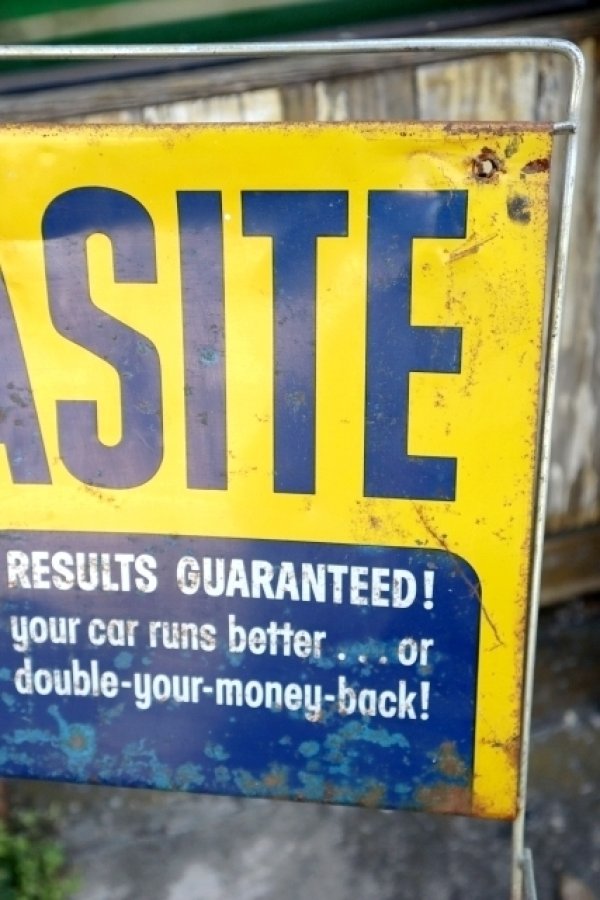 ASITE
RESULTS GUARANTEED!
your car runs better . . . or
double-your-money-back!